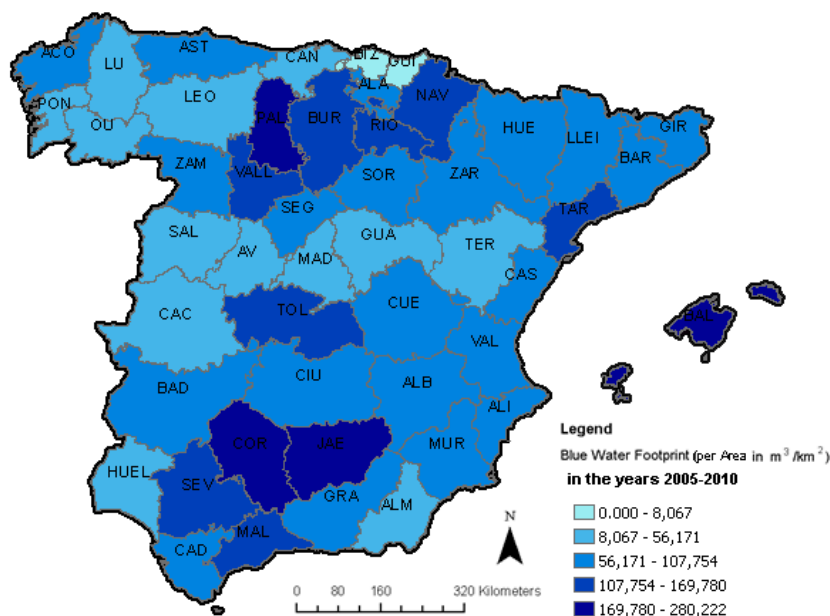 ACO
LU
AST
CAN
BIZ
GUI
PON
OU
LEO
PAL
BUR
ALA
RIO
NAV
HUE
LLEI
GIR
BAR
ZAM
VALL
SEG
SOR
ZAR
TAR
SAL
AV
MAD
GUA
TER
CAS
CAC
TOL
CUE
VAL
BAL
BAD
CIU
ALB
ALI
HUEL
SEV
COR
JAE
MUR
GRA
ALM
CAD
MAL
N
0 80 160 320 Kilometers
Legend
Blue Water Footprint (per Area in m³/km²)
in the years 2005-2010
0.000 - 8,067
8,067 - 56,171
56,171 - 107,754
107,754 - 169,780
169,780 - 280,222